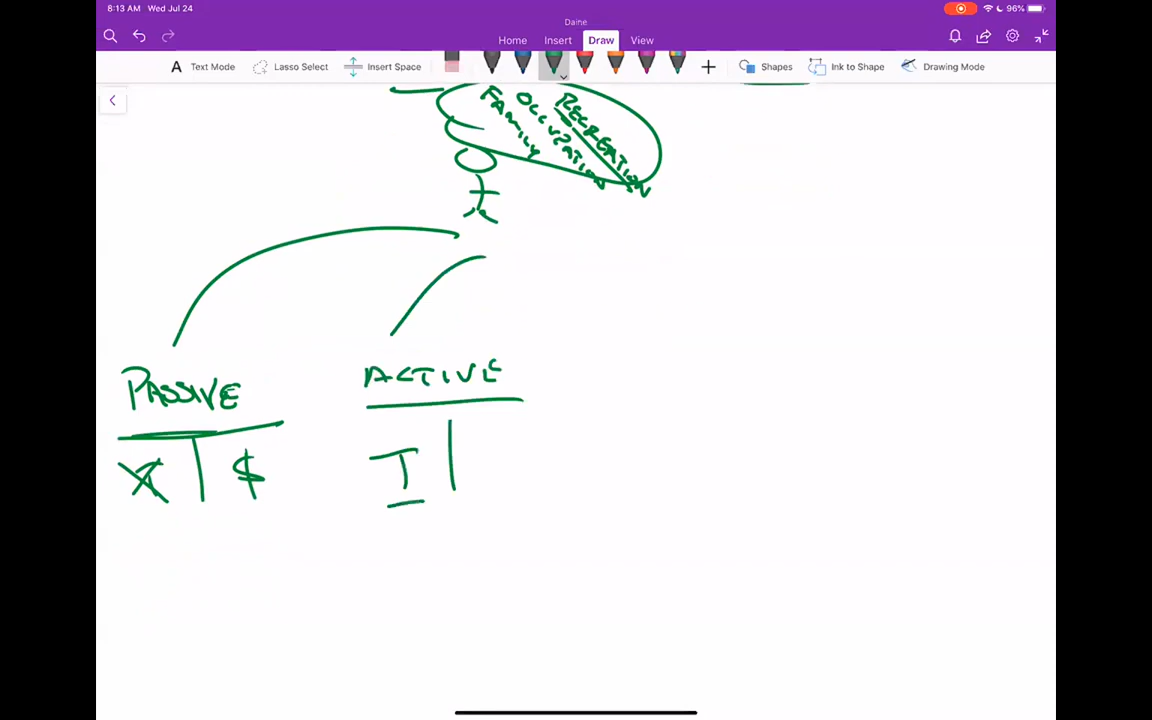 8:13 AM Wed Jul 24
96%
Daine
Home Insert Draw View
Text Mode Lasso Select Insert Space Shapes Ink to Shape Drawing Mode
FAMILY
OCCUPATION
RECREATION
PASSIVE ACTIVE
$ I